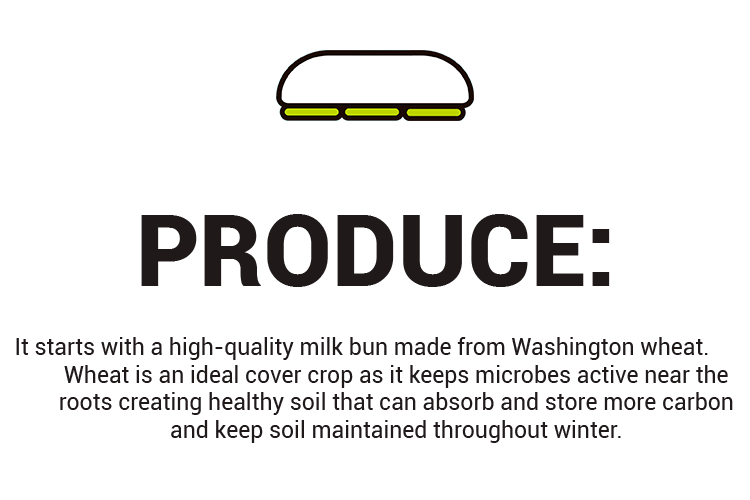 PRODUCE:
It starts with a high-quality milk bun made from Washington wheat.
Wheat is an ideal cover crop as it keeps microbes active near the
roots creating healthy soil that can absorb and store more carbon
and keep soil maintained throughout winter.